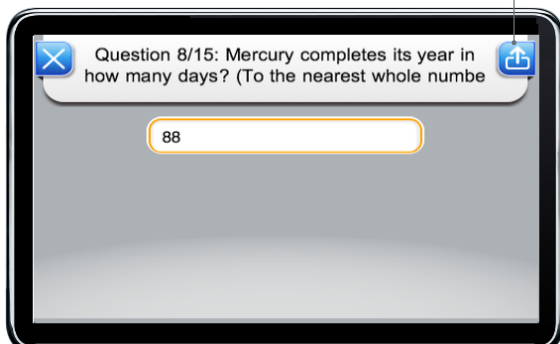 Question 8/15: Mercury completes its year in
how many days? (To the nearest whole numbe
88